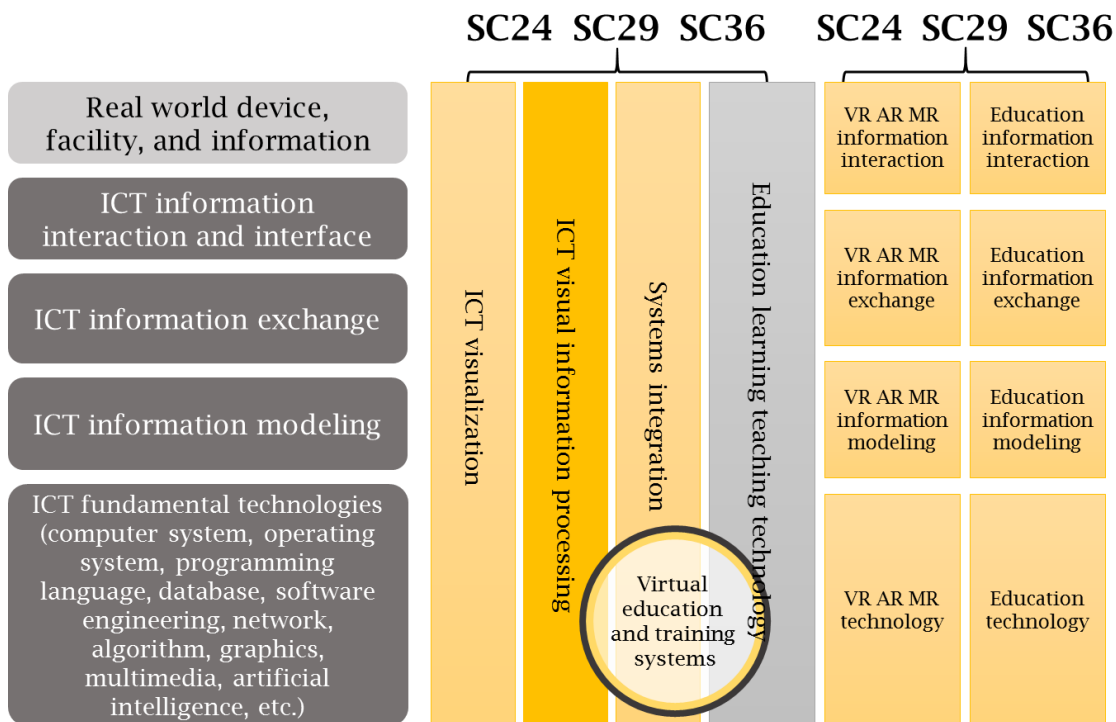 SC24 SC29 SC36
SC24 SC29 SC36
Real world device,
facility, and information
ICT information
interaction and interface
ICT information exchange
ICT information modeling
ICT fundamental technologies
(computer system, operating
system, programming
language, database, software
engineering, network,
algorithm, graphics,
multimedia, artificial
intelligence, etc.)
ICT visualization
ICT visual information processing
Systems integration
Education learning teaching technology
Virtual
education
and training
systems
VR AR MR
information
interaction
Education
information
interaction
VR AR MR
information
exchange
Education
information
exchange
VR AR MR
information
modeling
Education
information
modeling
VR AR MR
technology
Education
technology